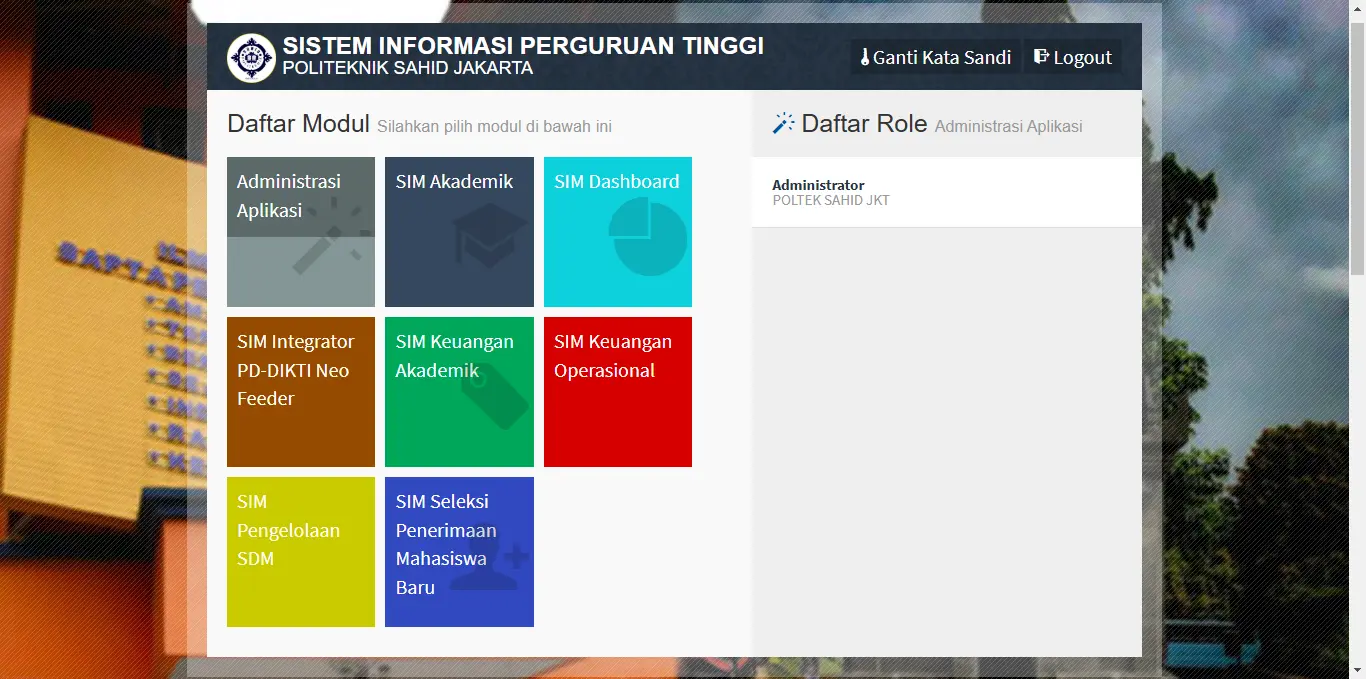 SISTEM INFORMASI PERGURUAN TINGGI
POLITEKNIK SAHID JAKARTA
Ganti Kata Sandi
Logout
Daftar Modul Silahkan pilih modul di bawah ini
Administrasi
Aplikasi
SIM Akademik
SIM Dashboard
SIM Integrator
PD-DIKTI Neo
Feeder
SIM Keuangan
Akademik
SIM Keuangan
Operasional
SIM
Pengelolaan
SDM
SIM Seleksi
Penerimaan
Mahasiswa
Baru
Daftar Role Administrasi Aplikasi
Administrator
POLTEK SAHID JKT